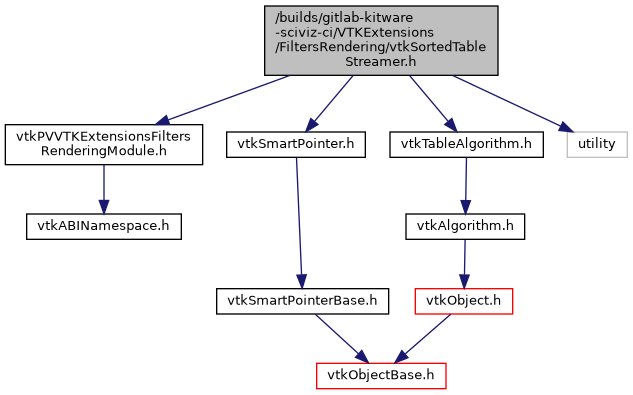 /builds/gitlab-kitware
-sciviz-ci/VTKExtensions
/FiltersRendering/vtkSortedTable
Streamer.h
vtkPVVTKExtensionsFilters
RenderingModule.h
vtkSmartPointer.h
vtkTableAlgorithm.h
utility
vtkABINamespace.h
vtkAlgorithm.h
vtkSmartPointerBase.h
vtkObject.h
vtkObjectBase.h